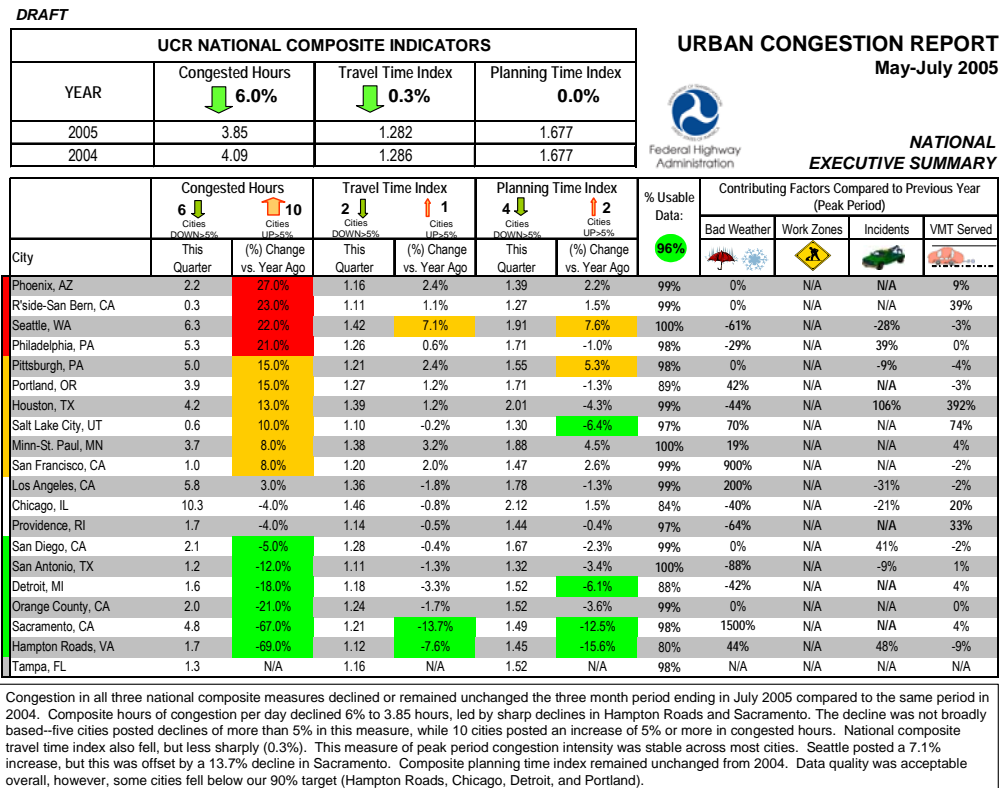 DRAFT
UCR NATIONAL COMPOSITE INDICATORS
YEAR
Congested Hours
6.0%
Travel Time Index
0.3%
Planning Time Index
0.0%
2005 3.85 1.282 1.677
2004 4.09 1.286 1.677
URBAN CONGESTION REPORT
May-July 2005
Federal Highway
Administration
NATIONAL
EXECUTIVE SUMMARY
Congested Hours Travel Time Index Planning Time Index % Usable Data: Contributing Factors Compared to Previous Year (Peak Period)
6 10 2 1 4 2
Cities DOWN>5% Cities UP>5% Cities DOWN>5% Cities UP>5% Cities DOWN>5% Cities UP>5%
96%
Bad Weather Work Zones Incidents VMT Served
City This Quarter (%) Change vs. Year Ago This Quarter (%) Change vs. Year Ago This Quarter (%) Change vs. Year Ago
Phoenix, AZ 2.2 27.0% 1.16 2.4% 1.39 2.2% 99% 0% N/A N/A 9%
R'side-San Bern, CA 0.3 23.0% 1.11 1.1% 1.27 1.5% 99% 0% N/A N/A 39%
Seattle, WA 6.3 22.0% 1.42 7.1% 1.91 7.6% 100% -61% N/A -28% -3%
Philadelphia, PA 5.3 21.0% 1.26 0.6% 1.71 -1.0% 98% -29% N/A 39% 0%
Pittsburgh, PA 5.0 15.0% 1.21 2.4% 1.55 5.3% 98% 0% N/A -9% -4%
Portland, OR 3.9 15.0% 1.27 1.2% 1.71 -1.3% 89% 42% N/A N/A -3%
Houston, TX 4.2 13.0% 1.39 1.2% 2.01 -4.3% 99% -44% N/A 106% 392%
Salt Lake City, UT 0.6 10.0% 1.10 -0.2% 1.30 -6.4% 97% 70% N/A N/A 74%
Minn-St. Paul, MN 3.7 8.0% 1.38 3.2% 1.88 4.5% 100% 19% N/A N/A 4%
San Francisco, CA 1.0 8.0% 1.20 2.0% 1.47 2.6% 99% 900% N/A N/A -2%
Los Angeles, CA 5.8 3.0% 1.36 -1.8% 1.78 -1.3% 99% 200% N/A -31% -2%
Chicago, IL 10.3 -4.0% 1.46 -0.8% 2.12 1.5% 84% -40% N/A -21% 20%
Providence, RI 1.7 -4.0% 1.14 -0.5% 1.44 -0.4% 97% -64% N/A N/A 33%
San Diego, CA 2.1 -5.0% 1.28 -0.4% 1.67 -2.3% 99% 0% N/A 41% -2%
San Antonio, TX 1.2 -12.0% 1.11 -1.3% 1.32 -3.4% 100% -88% N/A -9% 1%
Detroit, MI 1.6 -18.0% 1.18 -3.3% 1.52 -6.1% 88% -42% N/A N/A 4%
Orange County, CA 2.0 -21.0% 1.24 -1.7% 1.52 -3.6% 99% 0% N/A N/A 0%
Sacramento, CA 4.8 -67.0% 1.21 -13.7% 1.49 -12.5% 98% 1500% N/A N/A 4%
Hampton Roads, VA 1.7 -69.0% 1.12 -7.6% 1.45 -15.6% 80% 44% N/A 48% -9%
Tampa, FL 1.3 N/A 1.16 N/A 1.52 N/A 98% N/A N/A N/A N/A
Congestion in all three national composite measures declined or remained unchanged the three month period ending in July 2005 compared to the same period in
2004. Composite hours of congestion per day declined 6% to 3.85 hours, led by sharp declines in Hampton Roads and Sacramento. The decline was not broadly
based--five cities posted declines of more than 5% in this measure, while 10 cities posted an increase of 5% or more in congested hours. National composite
travel time index also fell, but less sharply (0.3%). This measure of peak period congestion intensity was stable across most cities. Seattle posted a 7.1%
increase, but this was offset by a 13.7% decline in Sacramento. Composite planning time index remained unchanged from 2004. Data quality was acceptable
overall, however, some cities fell below our 90% target (Hampton Roads, Chicago, Detroit, and Portland).